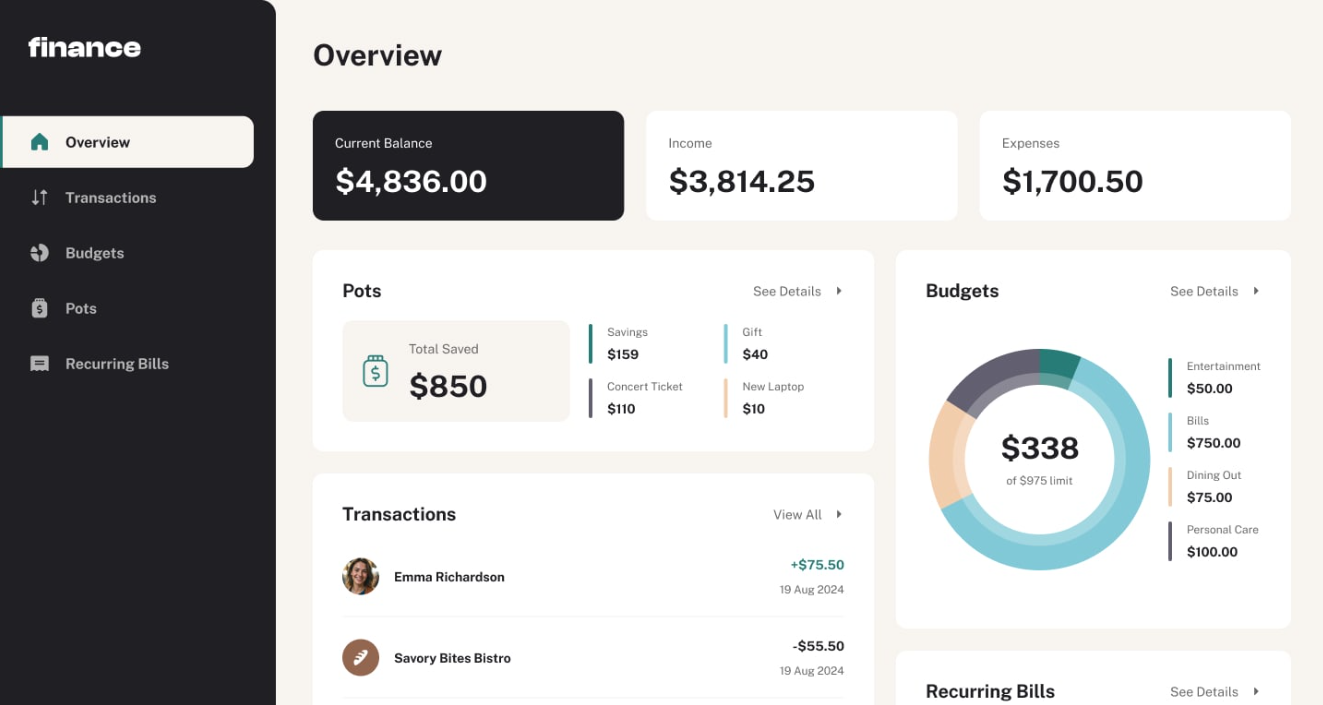 finance
Overview
Transactions
Budgets
Pots
Recurring Bills
Overview
Current Balance
$4,836.00
Income
$3,814.25
Expenses
$1,700.50
Pots
See Details
Total Saved
$850
Savings
$159
Gift
$40
Concert Ticket
$110
New Laptop
$10
Transactions
View All
Emma Richardson
+$75.50
19 Aug 2024
Savory Bites Bistro
-$55.50
19 Aug 2024
Budgets
See Details
$338
of $975 limit
Entertainment
$50.00
Bills
$750.00
Dining Out
$75.00
Personal Care
$100.00
Recurring Bills
See Details